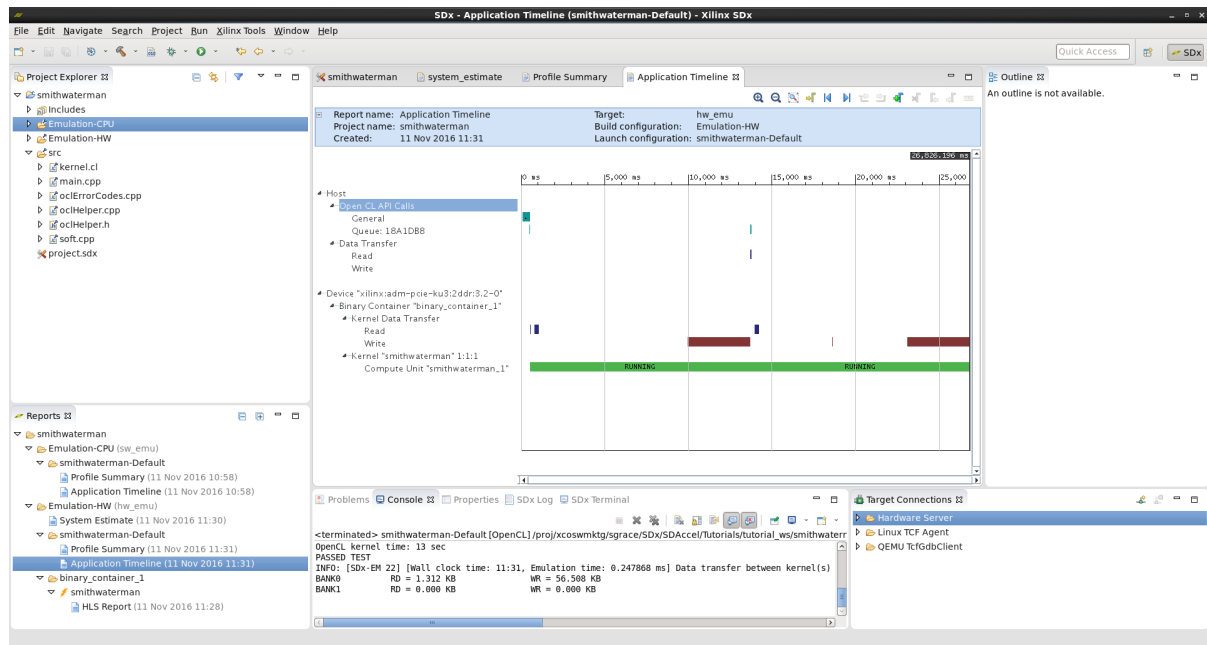 SDx - Application Timeline (smithwaterman-Default) - Xilinx SDx
File Edit Navigate Search Project Run Xilinx Tools Window Help
Quick Access
SDx
Project Explorer
smithwaterman
Includes
Emulation-CPU
Emulation-HW
src
kernel.cl
main.cpp
oclErrorCodes.cpp
oclHelper.cpp
oclHelper.h
soft.cpp
project.sdx
smithwaterman system_estimate Profile Summary Application Timeline
Report name: Application Timeline Target: hw_emu
Project name: smithwaterman Build configuration: Emulation-HW
Created: 11 Nov 2016 11:31 Launch configuration: smithwaterman-Default
26,826.196 ms
0 ms 5,000 ms 10,000 ms 15,000 ms 20,000 ms 25,000
Host
Open CL API Calls
General
Queue: 18A1DB8
Data Transfer
Read
Write
Device "xilinx:adm-pcie-ku3:2ddr:3.2-0"
Binary Container "binary_container_1"
Kernel Data Transfer
Read
Write
Kernel "smithwaterman" 1:1:1
Compute Unit "smithwaterman_1" RUNNING RUNNING
Outline
An outline is not available.
Reports
smithwaterman
Emulation-CPU (sw_emu)
smithwaterman-Default
Profile Summary (11 Nov 2016 10:58)
Application Timeline (11 Nov 2016 10:58)
Emulation-HW (hw_emu)
System Estimate (11 Nov 2016 11:30)
smithwaterman-Default
Profile Summary (11 Nov 2016 11:31)
Application Timeline (11 Nov 2016 11:31)
binary_container_1
smithwaterman
HLS Report (11 Nov 2016 11:28)
Problems Console Properties SDx Log SDx Terminal
<terminated> smithwaterman-Default [OpenCL] /proj/xcoswmktg/sgrace/SDx/SDAccel/Tutorials/tutorial_ws/smithwaterr
OpenCL kernel time: 13 sec
PASSED TEST
INFO: [SDx-EM 22] [Wall clock time: 11:31, Emulation time: 0.247868 ms] Data transfer between kernel(s)
BANK0 RD = 1.312 KB WR = 56.508 KB
BANK1 RD = 0.000 KB WR = 0.000 KB
Target Connections
Hardware Server
Linux TCF Agent
QEMU TcfGdbClient